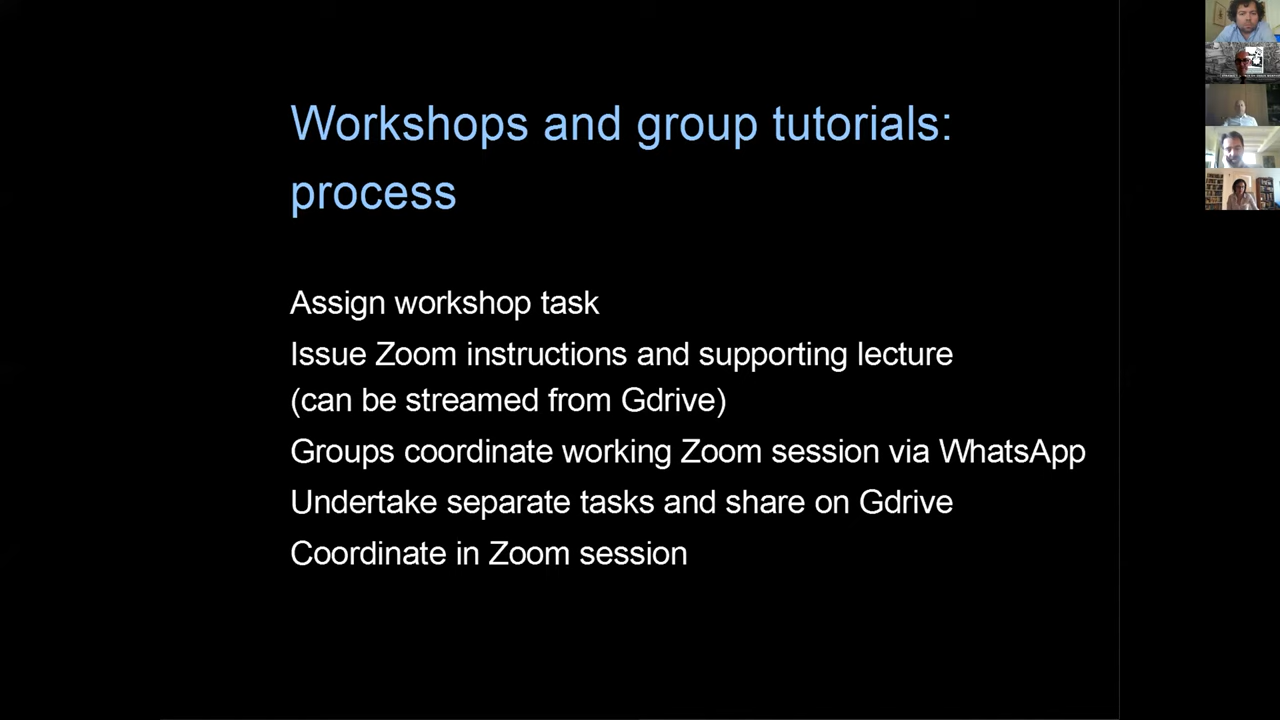 Workshops and group tutorials:
process
Assign workshop task
Issue Zoom instructions and supporting lecture
(can be streamed from Gdrive)
Groups coordinate working Zoom session via WhatsApp
Undertake separate tasks and share on Gdrive
Coordinate in Zoom session